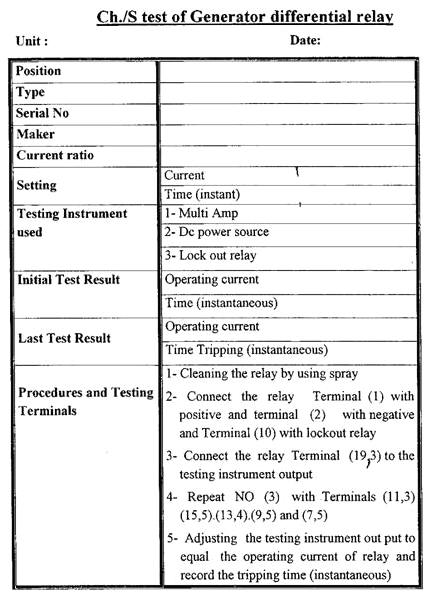 Ch./S test of Generator differential relay
Unit : Date:
Position
Type
Serial No
Maker
Current ratio
Setting
Current
Time (instant)
Testing Instrument
used
1- Multi Amp
2- Dc power source
3- Lock out relay
Initial Test Result
Operating current
Time (instantaneous)
Last Test Result
Operating current
Time Tripping (instantaneous)
Procedures and Testing
Terminals
1- Cleaning the relay by using spray
2- Connect the relay Terminal (1) with
positive and terminal (2) with negative
and Terminal (10) with lockout relay
3- Connect the relay Terminal (19,3) to the
testing instrument output
4- Repeat NO (3) with Terminals (11,3)
(15,5).(13,4).(9,5) and (7,5)
5- Adjusting the testing instrument out put to
equal the operating current of relay and
record the tripping time (instantaneous)